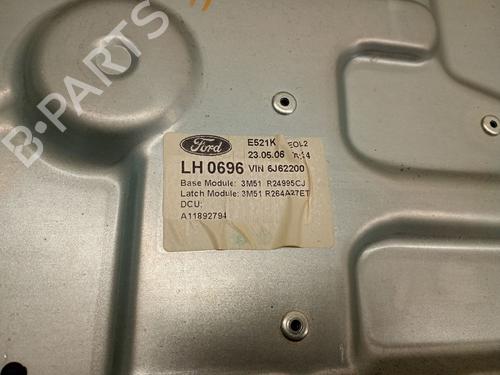 Ford E521K EOL2
23.05.06 :14
LH 0696 VIN 6J62200
Base Module: 3M51 R24995CJ
Latch Module: 3M51 R264A27ET
DCU:
A11892794